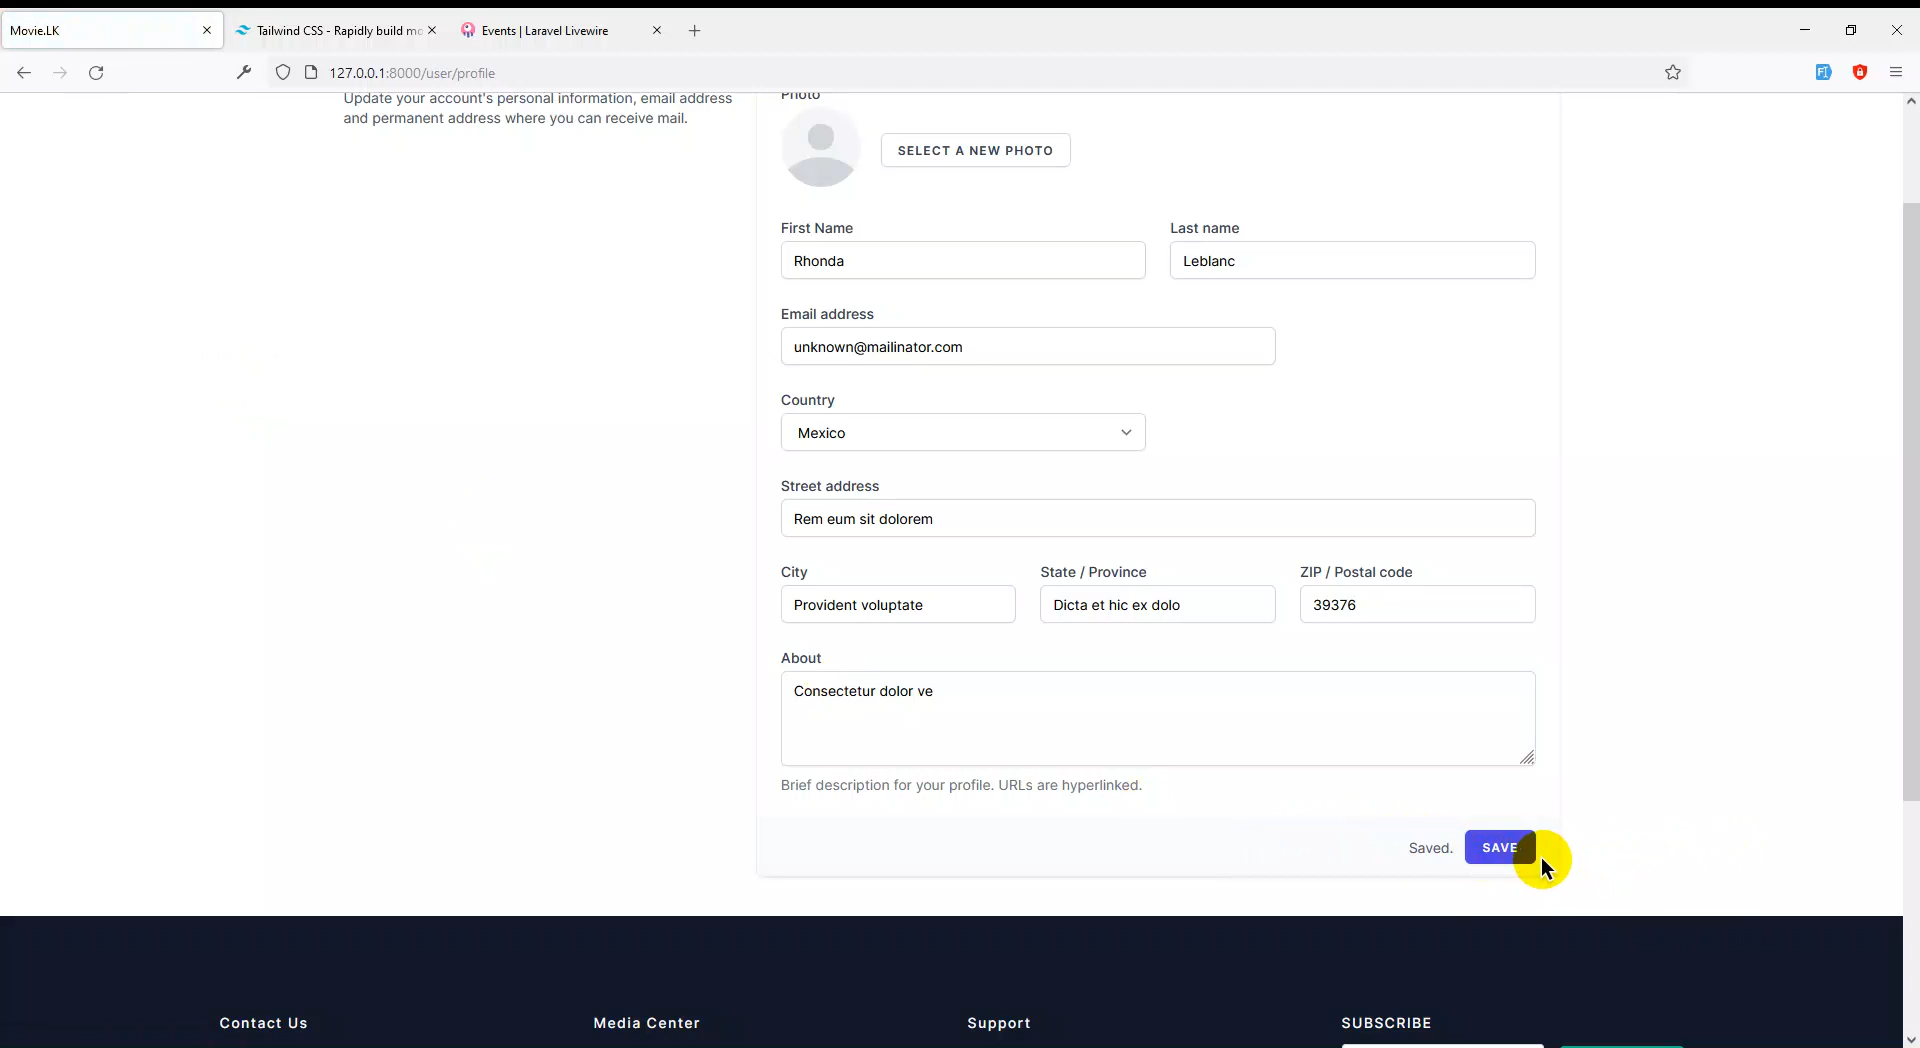 Movie.LK
Tailwind CSS - Rapidly build mo
Events | Laravel Livewire
127.0.0.1:8000/user/profile
Update your account's personal information, email address
and permanent address where you can receive mail.
Photo
SELECT A NEW PHOTO
First Name
Last name
Rhonda
Leblanc
Email address
unknown@mailinator.com
Country
Mexico
Street address
Rem eum sit dolorem
City
State / Province
ZIP / Postal code
Provident voluptate
Dicta et hic ex dolo
39376
About
Consectetur dolor ve
Brief description for your profile. URLs are hyperlinked.
Saved.
SAVE
Contact Us
Media Center
Support
SUBSCRIBE